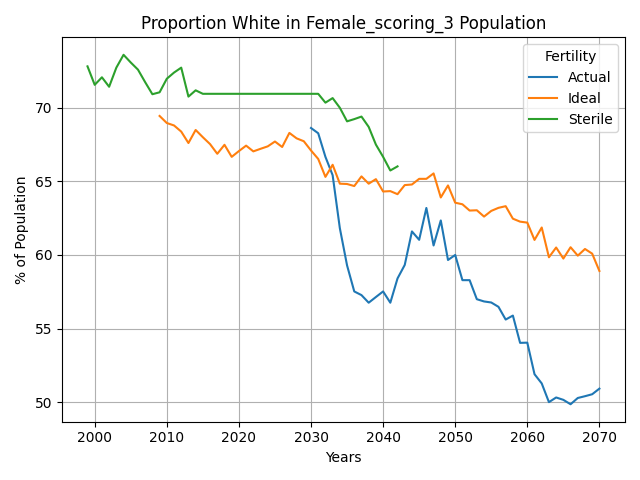 Proportion White in Female_scoring_3 Population
Fertility
Actual
Ideal
Sterile
% of Population
70
65
60
55
50
2000 2010 2020 2030 2040 2050 2060 2070
Years